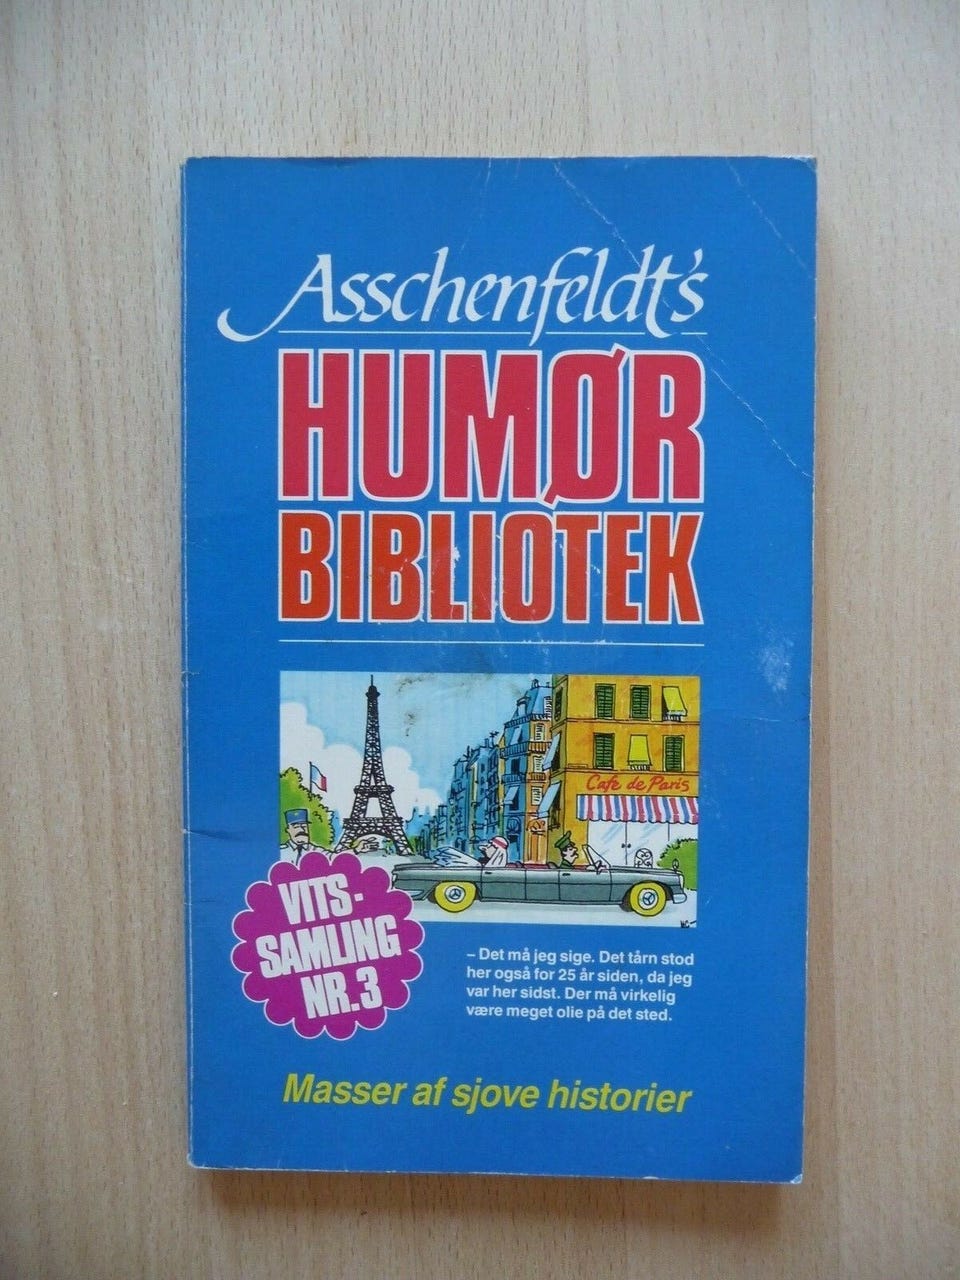 Asschenfeldt's
HUMØR
BIBLIOTEK
Cafe de Paris
VITS-
SAMLING
NR.3
– Det må jeg sige. Det tårn stod
her også for 25 år siden, da jeg
var her sidst. Der må virkelig
være meget olie på det sted.
Masser af sjove historier